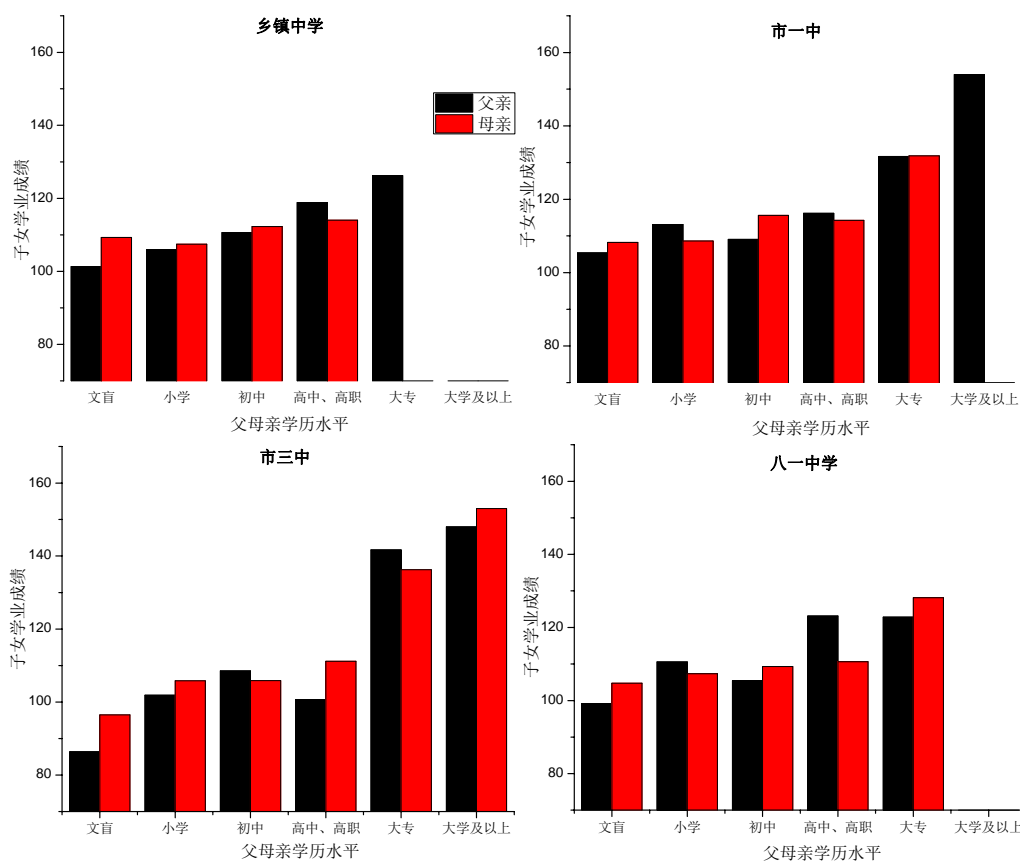 乡镇中学
160
140
120
100
80
子女学业成绩
父亲
母亲
文盲 小学 初中 高中、高职 大专 大学及以上
父母亲学历水平
市一中
160
140
120
100
80
子女学业成绩
文盲 小学 初中 高中、高职 大专 大学及以上
父母亲学历水平
市三中
160
140
120
100
80
子女学业成绩
文盲 小学 初中 高中、高职 大专 大学及以上
父母亲学历水平
八一中学
160
140
120
100
80
子女学业成绩
文盲 小学 初中 高中、高职 大专 大学及以上
父母亲学历水平